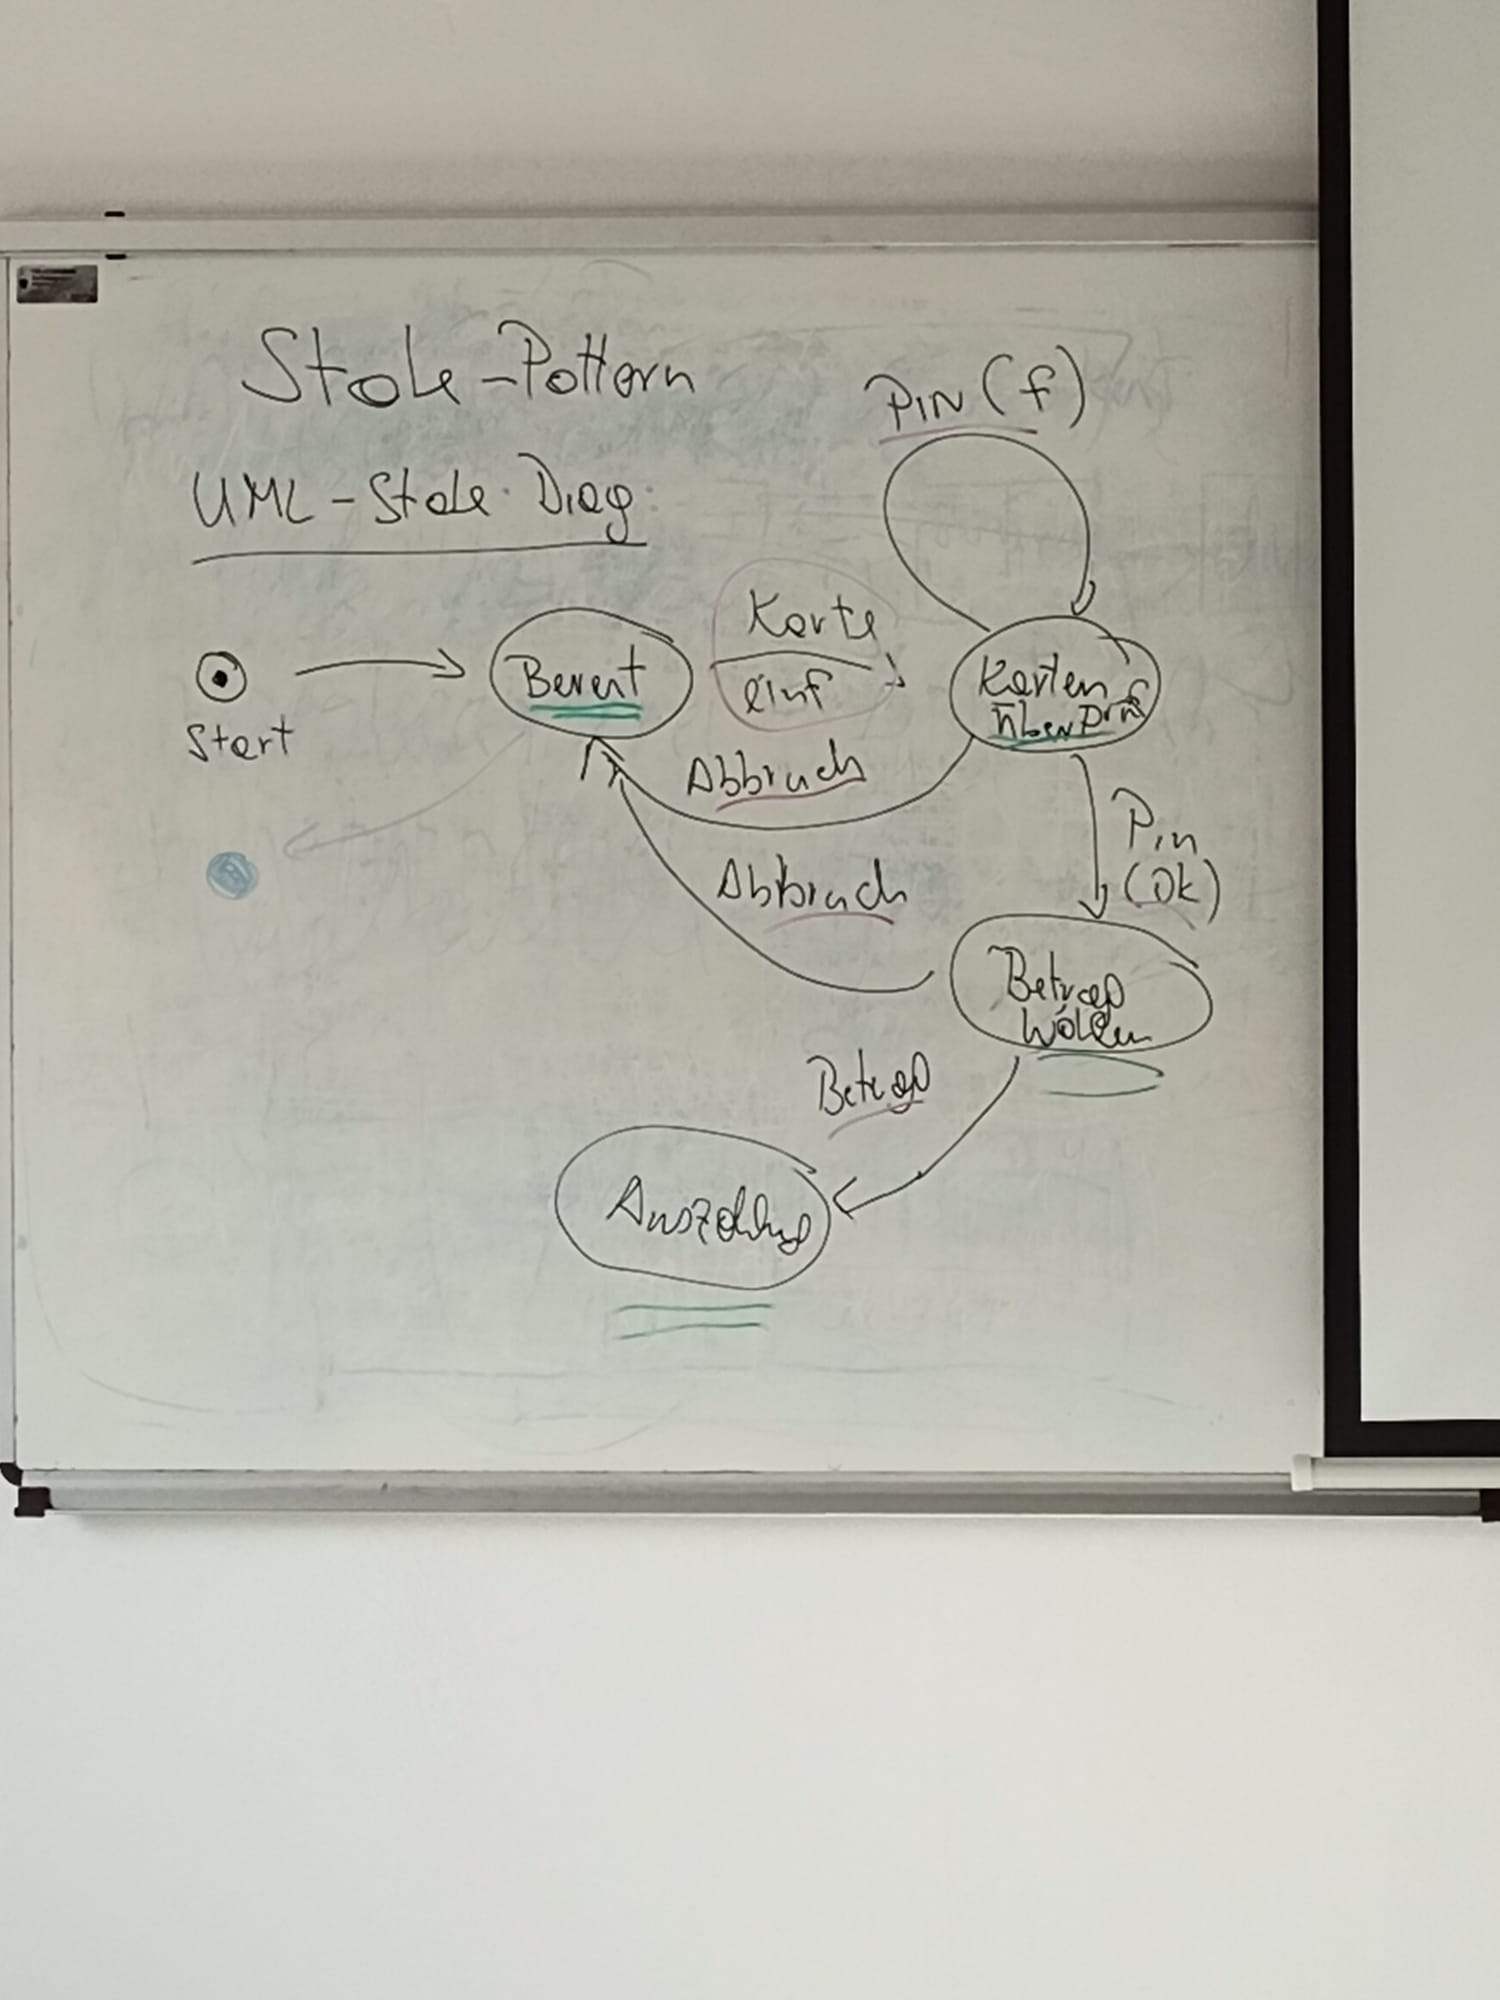 State-Pattern
UML-State Diag.
PIN (f)
Start
Bereit
Karte
einf
Karten
überprüf
Abbruch
Pin
(Ok)
Abbruch
Betrag
wählen
Betrag
Auszahlung